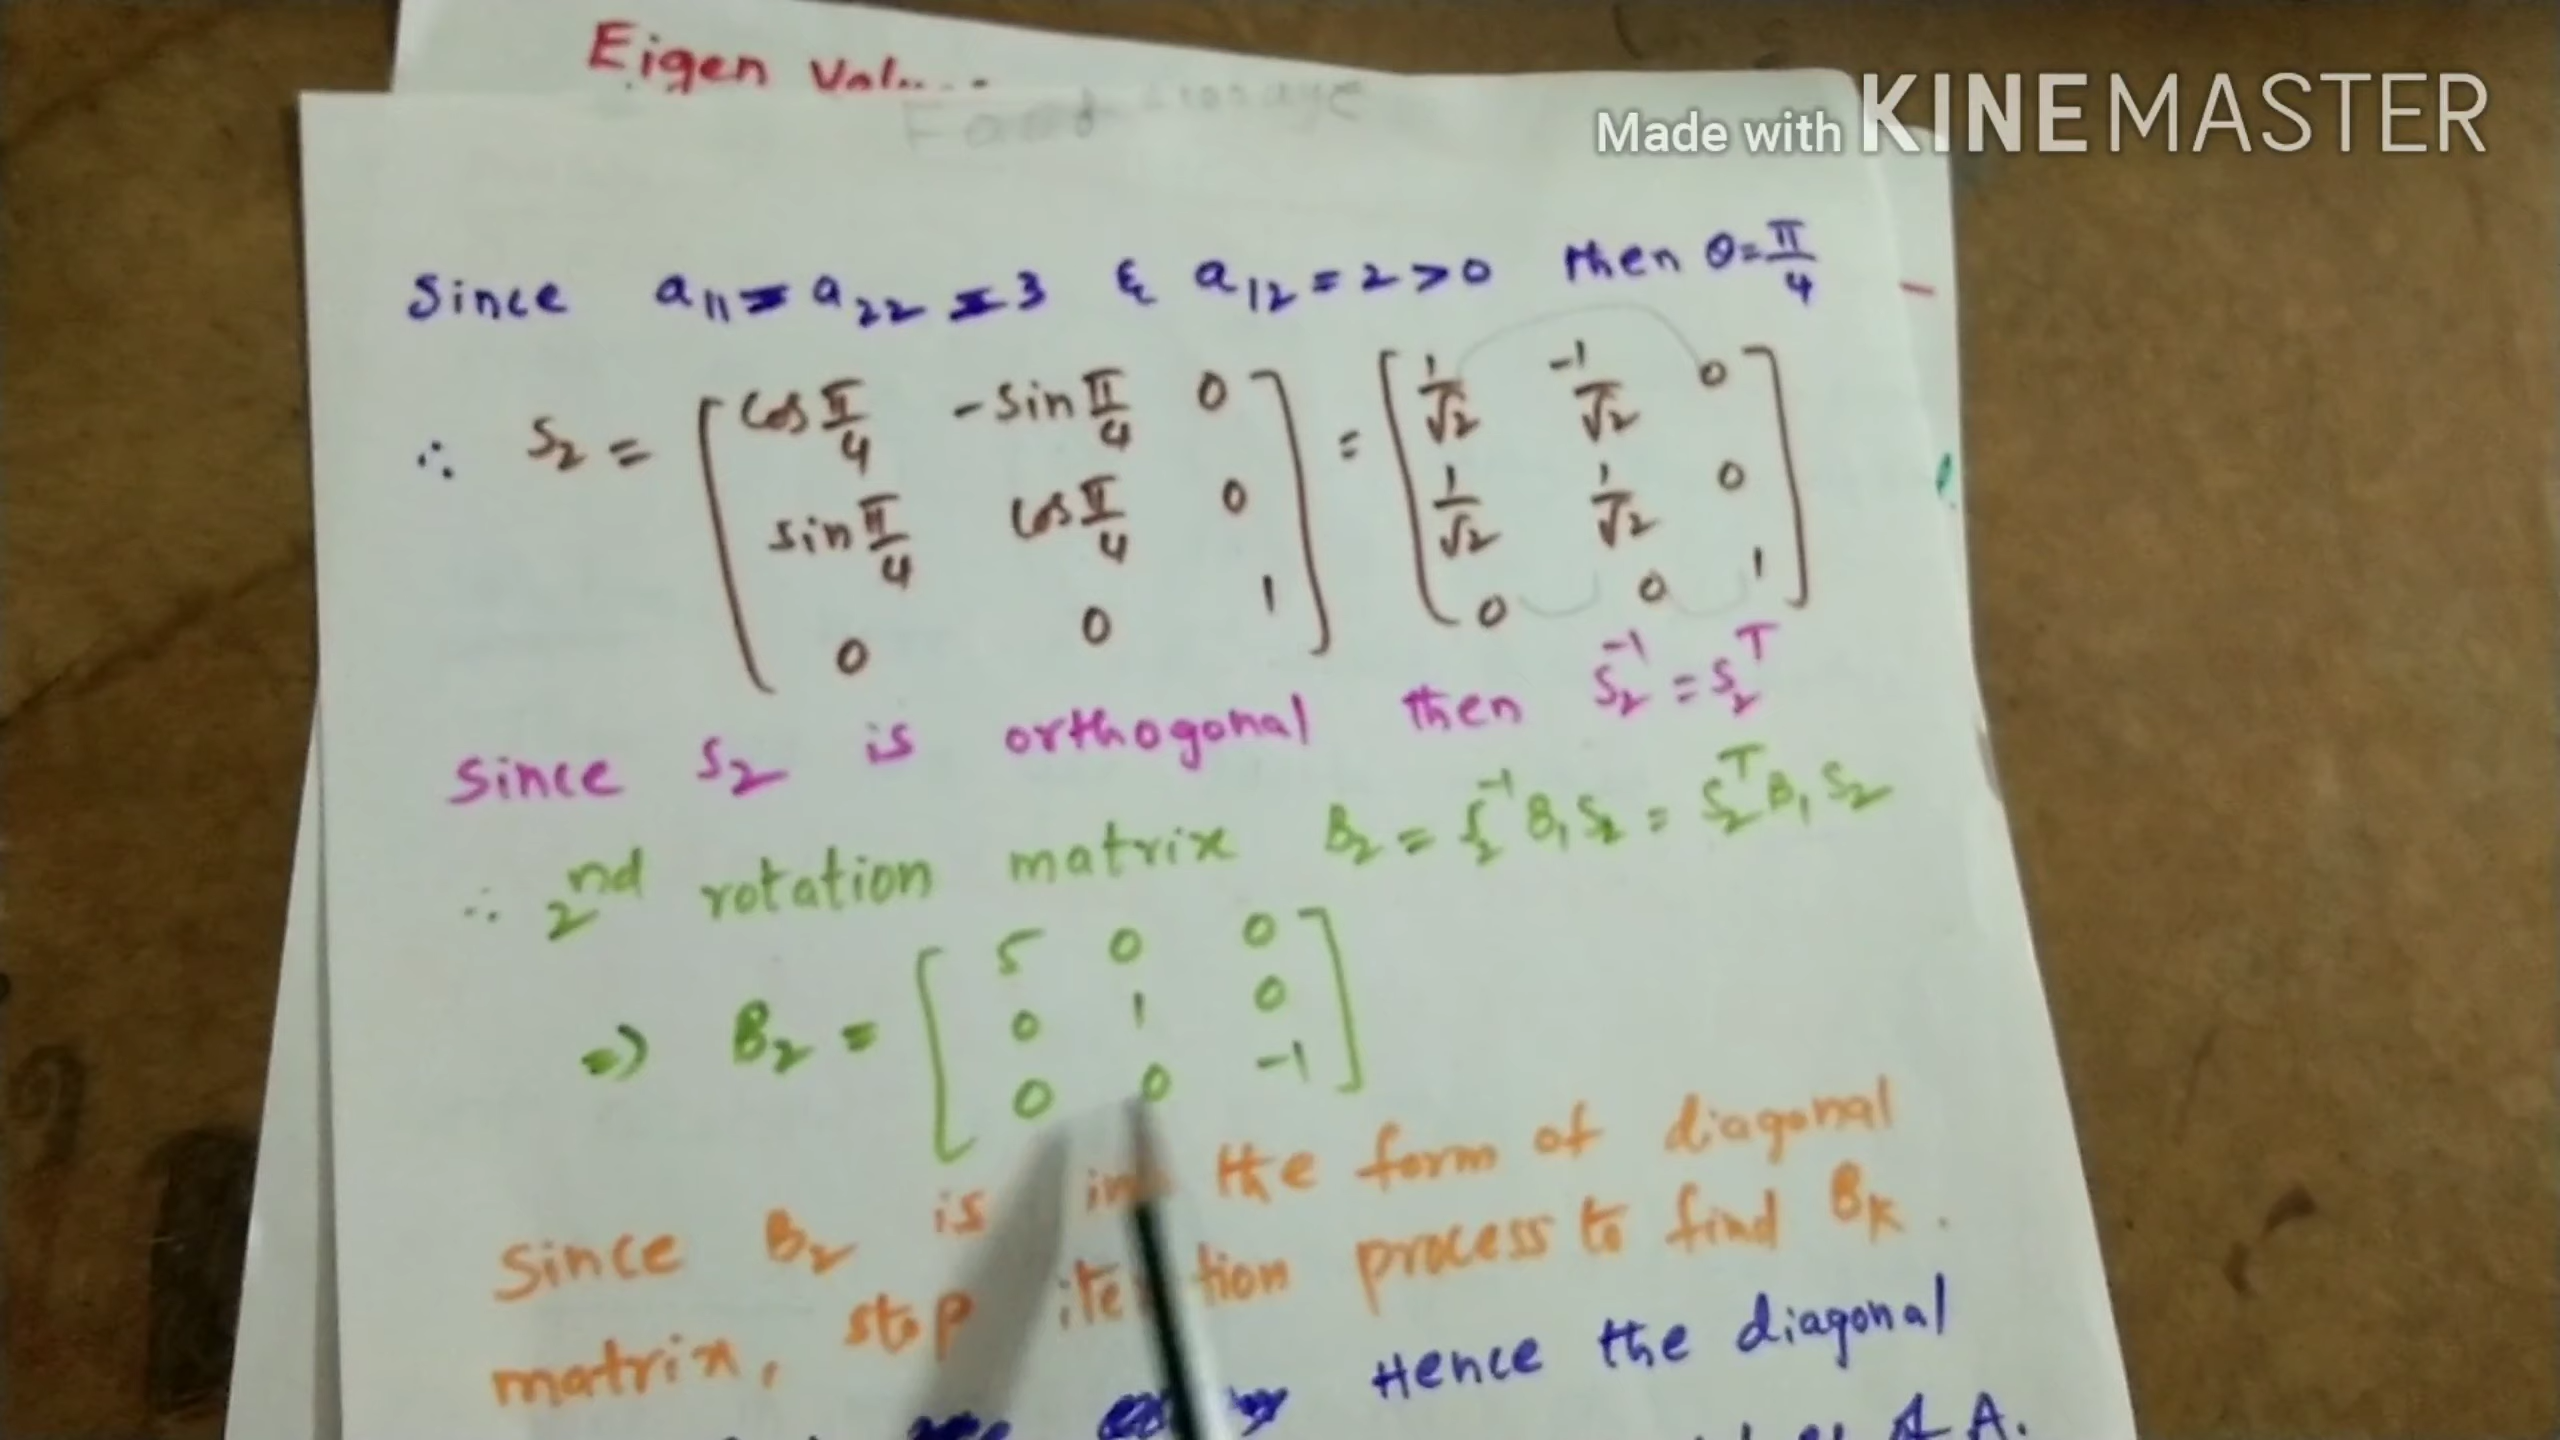 Eigen Val
Made with KINEMASTER
Since a₁₁ = a₂₂ = 3 & a₁₂ = 2 > 0 then θ = π/4
∴ S₂ = [cos π/4 -sin π/4 0
sin π/4 cos π/4 0
0 0 1]
= [1/√2 -1/√2 0
1/√2 1/√2 0
0 0 1]
Since S₂ is orthogonal then S₂⁻¹ = S₂ᵀ
∴ 2nd rotation matrix B₂ = S₂⁻¹ B₁ S₂ = S₂ᵀ B₁ S₂
⇒ B₂ = [5 0 0
0 1 0
0 0 -1]
Since B₂ is in the form of diagonal
matrix, stop process to find Bₖ.
Hence the diagonal
A.